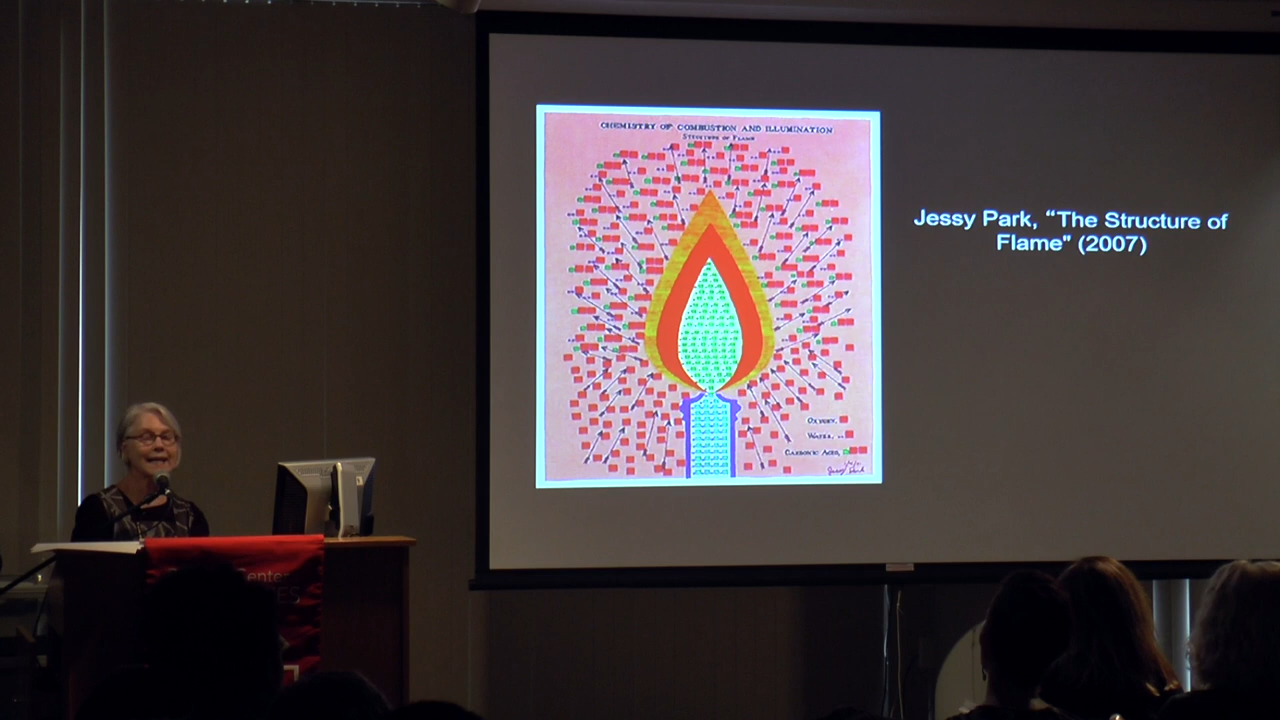 CHEMISTRY OF COMBUSTION AND ILLUMINATION
STRUCTURE OF FLAME
Jessy Park, “The Structure of
Flame" (2007)
OXYGEN,
WATER,
CARBONIC ACID,
Cente